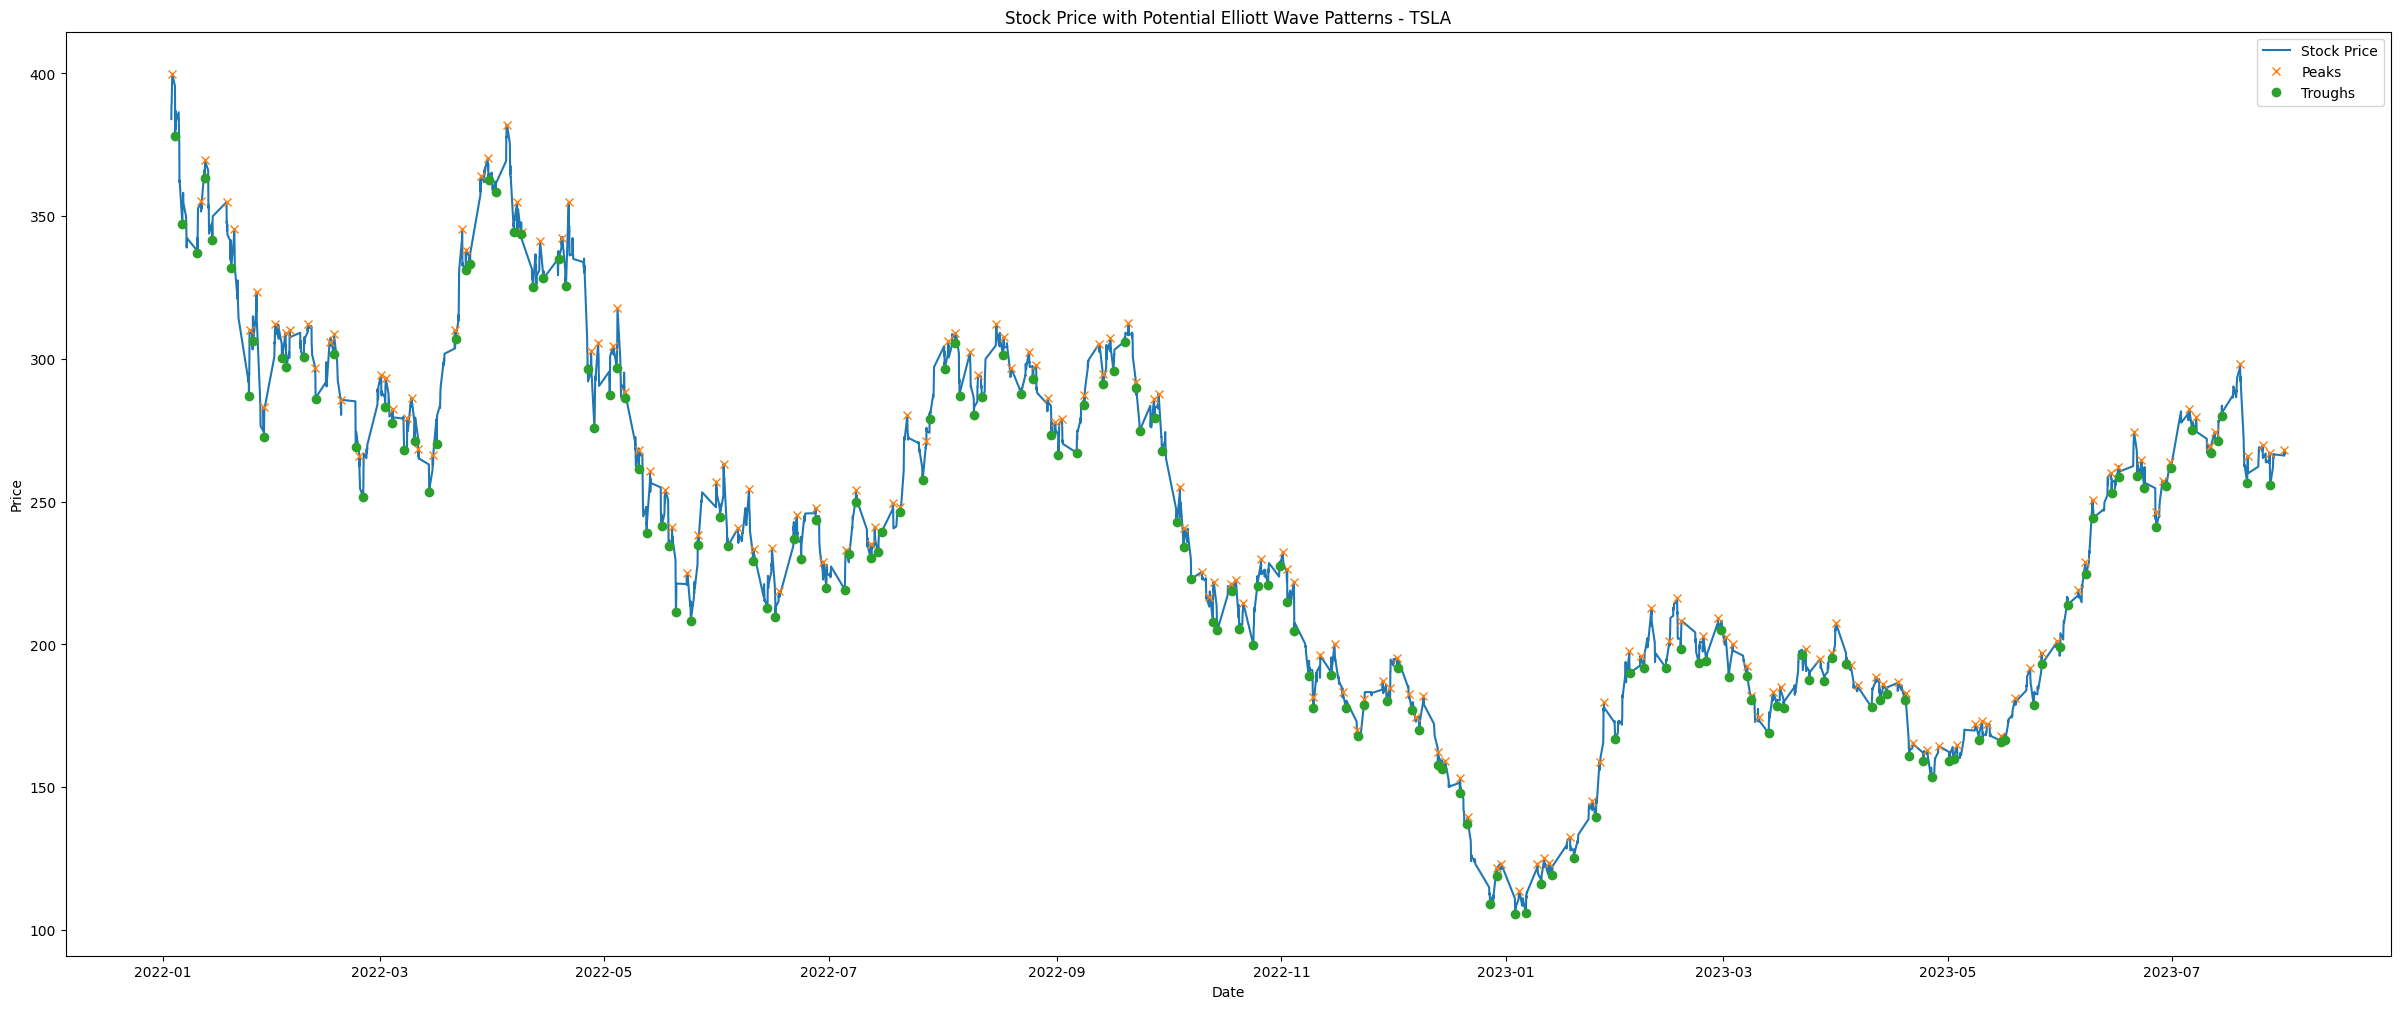 Stock Price with Potential Elliott Wave Patterns - TSLA
Stock Price
Peaks
Troughs
400
350
300
250
200
150
100
Price
2022-01
2022-03
2022-05
2022-07
2022-09
2022-11
2023-01
2023-03
2023-05
2023-07
Date